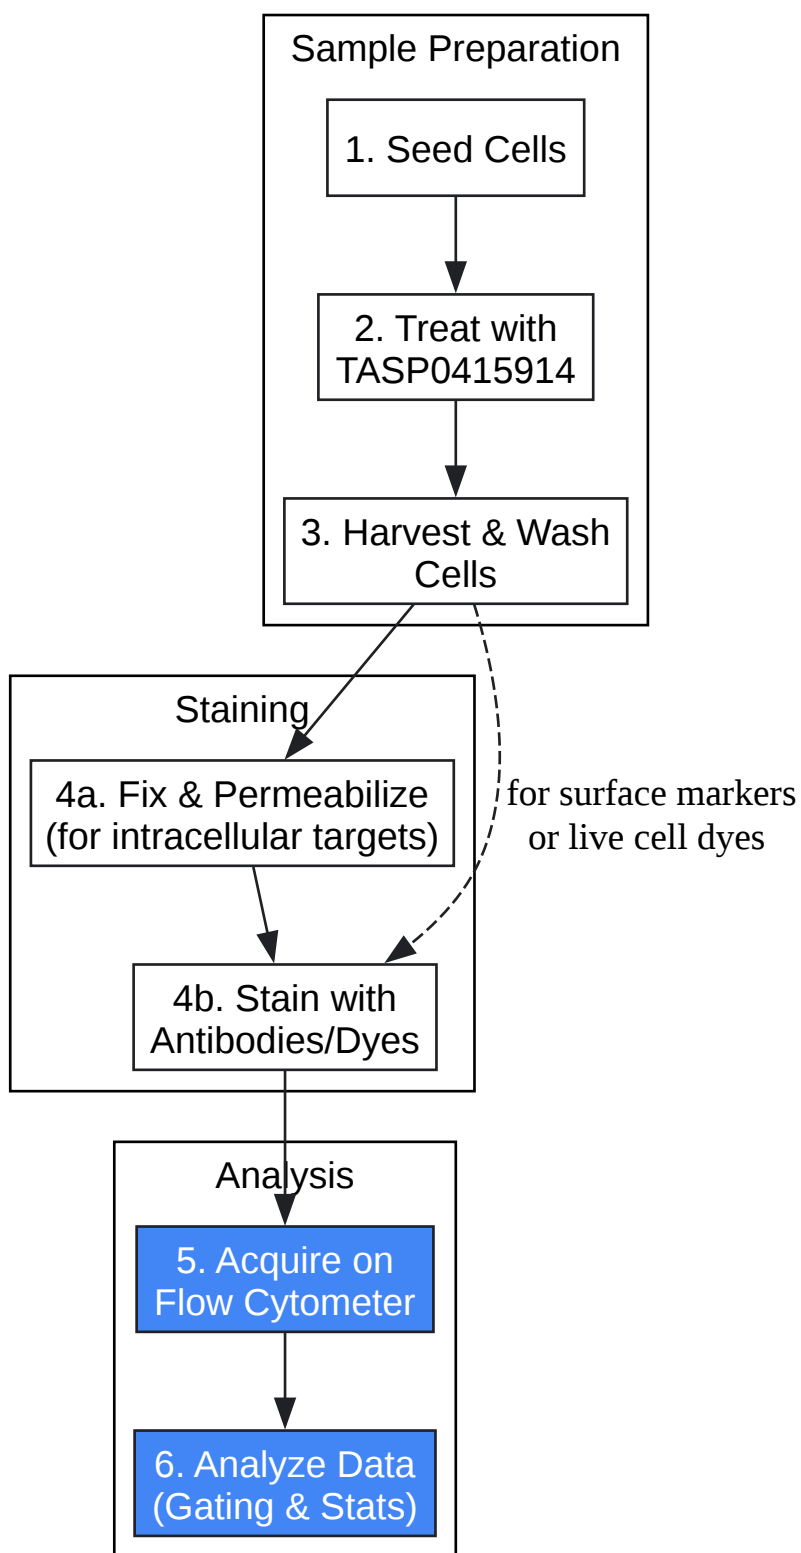 Sample Preparation
1. Seed Cells
2. Treat with
TASP0415914
3. Harvest & Wash
Cells
Staining
4a. Fix & Permeabilize
(for intracellular targets)
for surface markers
or live cell dyes
4b. Stain with
Antibodies/Dyes
Analysis
5. Acquire on
Flow Cytometer
6. Analyze Data
(Gating & Stats)